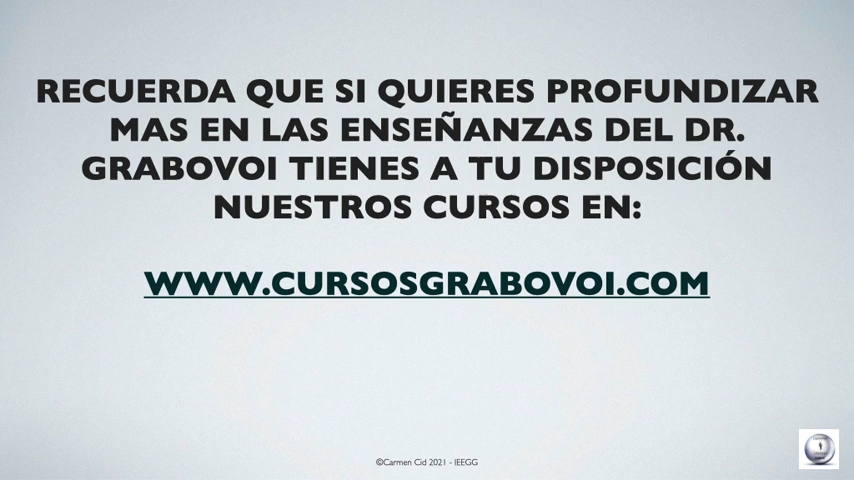 RECUERDA QUE SI QUIERES PROFUNDIZAR
MAS EN LAS ENSEÑANZAS DEL DR.
GRABOVOI TIENES A TU DISPOSICIÓN
NUESTROS CURSOS EN:
WWW.CURSOSGRABOVOI.COM
©Carmen Cid 2021 - IEEGG